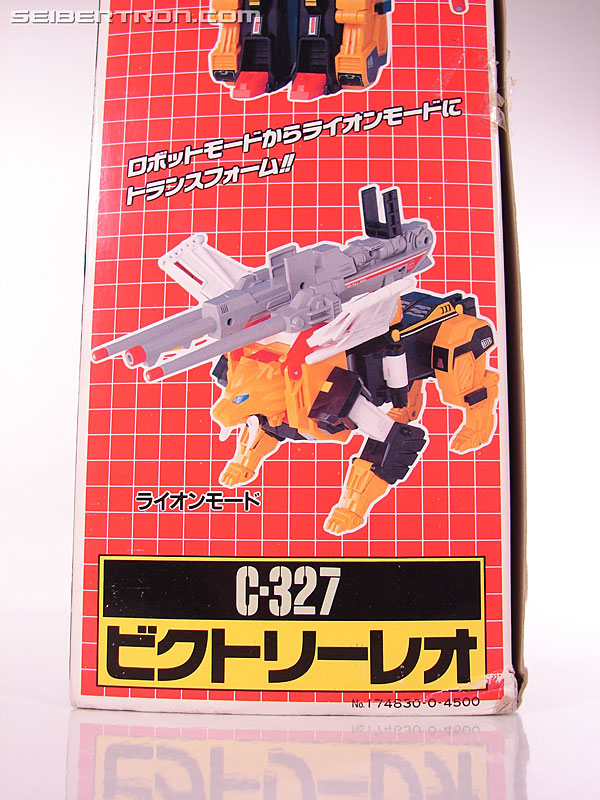 SEIBERTRON.COM
ロボットモードからライオンモードに
トランスフォーム!!
ライオンモード
C-327
ビクトリーレオ
No.174830-0-4500